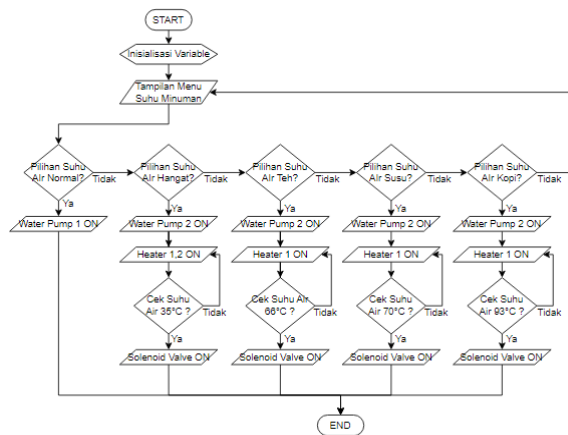 START
Inisialisasi Variable
Tampilan Menu
Suhu Minuman
Pilihan Suhu
AIr Normal?
Tidak
Ya
Pilihan Suhu
AIr Hangat?
Tidak
Ya
Pilihan Suhu
AIr Teh?
Tidak
Ya
Pilihan Suhu
AIr Susu?
Tidak
Ya
Pilihan Suhu
AIr Kopi?
Tidak
Ya
Water Pump 1 ON
Water Pump 2 ON
Water Pump 2 ON
Water Pump 2 ON
Water Pump 2 ON
Heater 1,2 ON
Heater 1 ON
Heater 1 ON
Heater 1 ON
Cek Suhu
Air 35°C ?
Tidak
Ya
Cek Suhu Air
66°C ?
Tidak
Ya
Cek Suhu
Air 70°C ?
Tidak
Ya
Cek Suhu
Air 93°C ?
Tidak
Ya
Solenoid Valve ON
Solenoid Valve ON
Solenoid Valve ON
Solenoid Valve ON
END